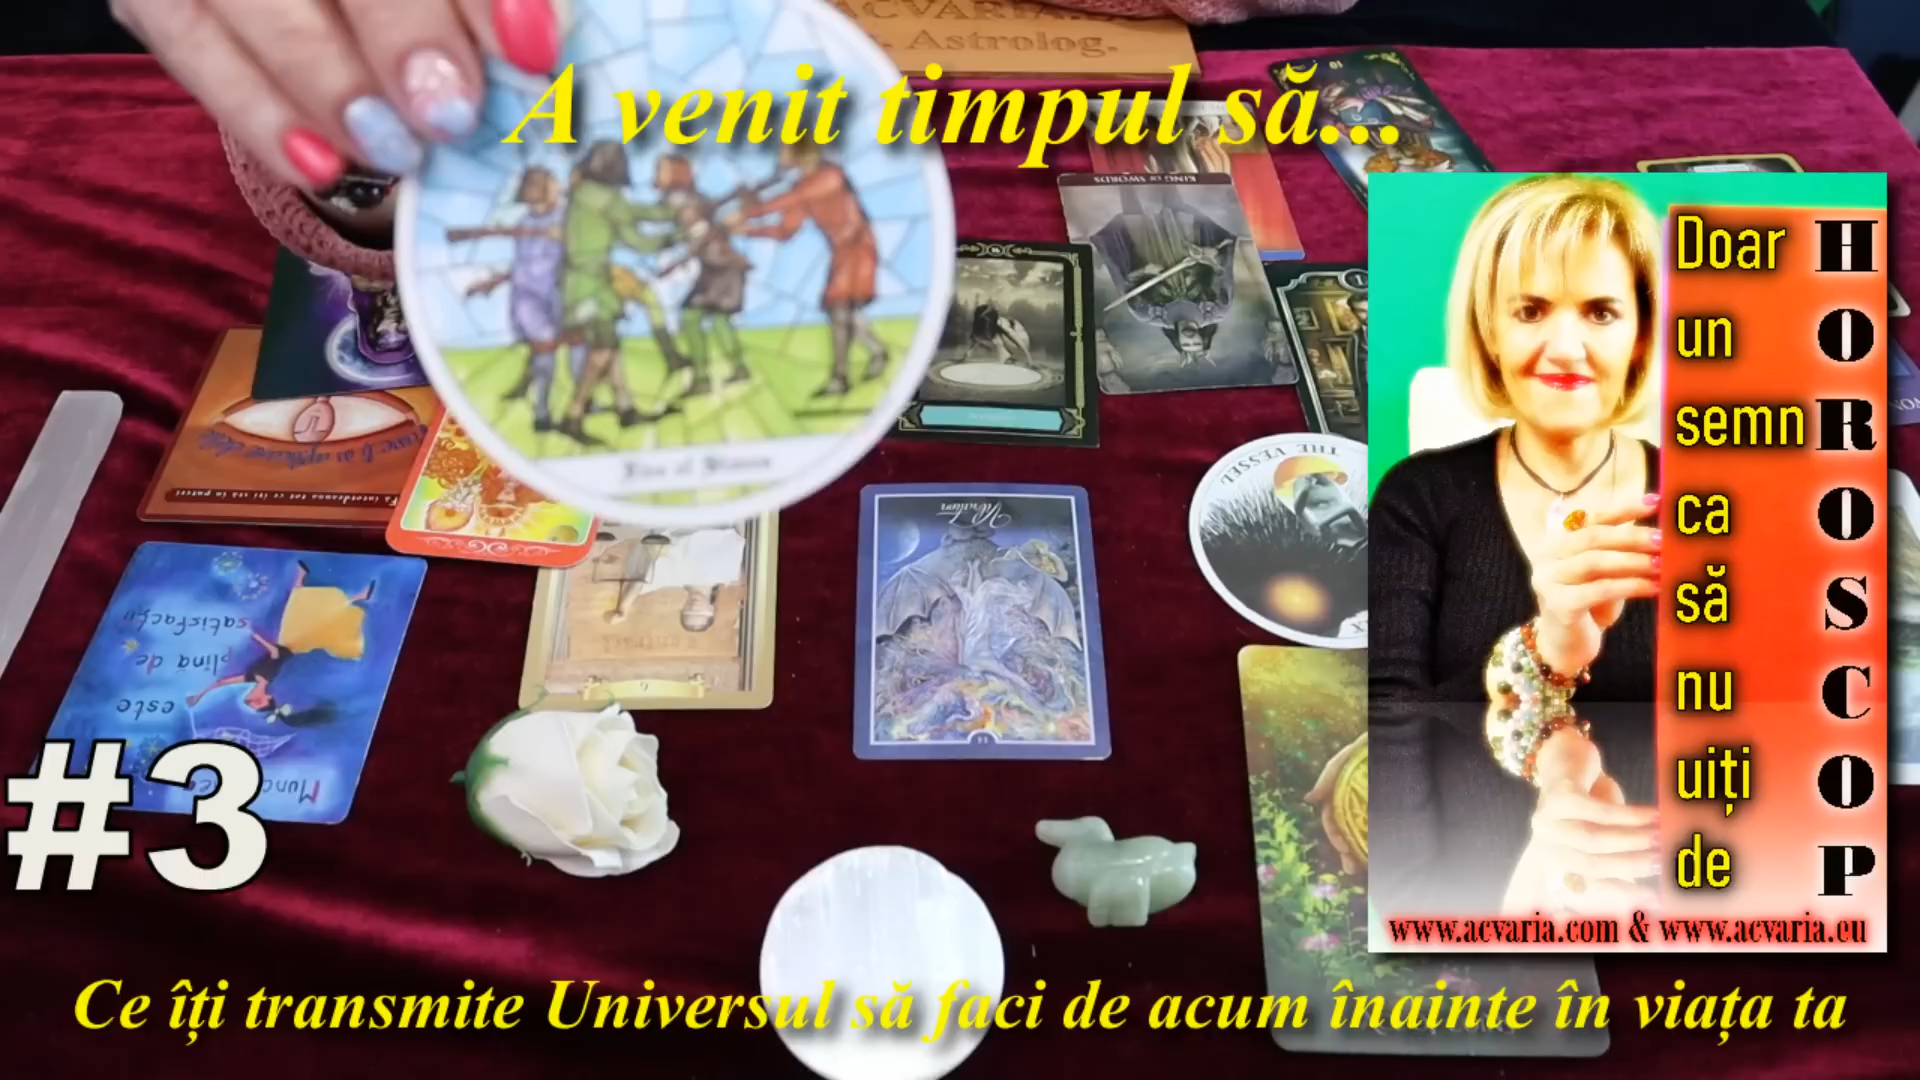 ACVARIA
Astrolog.
A venit timpul să...
KING OF SWORDS
THE VESSEL
Doar
un
semn
ca
să
nu
uiți
de
HOROSCOP
www.acvaria.com & www.acvaria.eu
satisfacții
plină de
este
#3
Ce îți transmite Universul să faci de acum înainte în viața ta